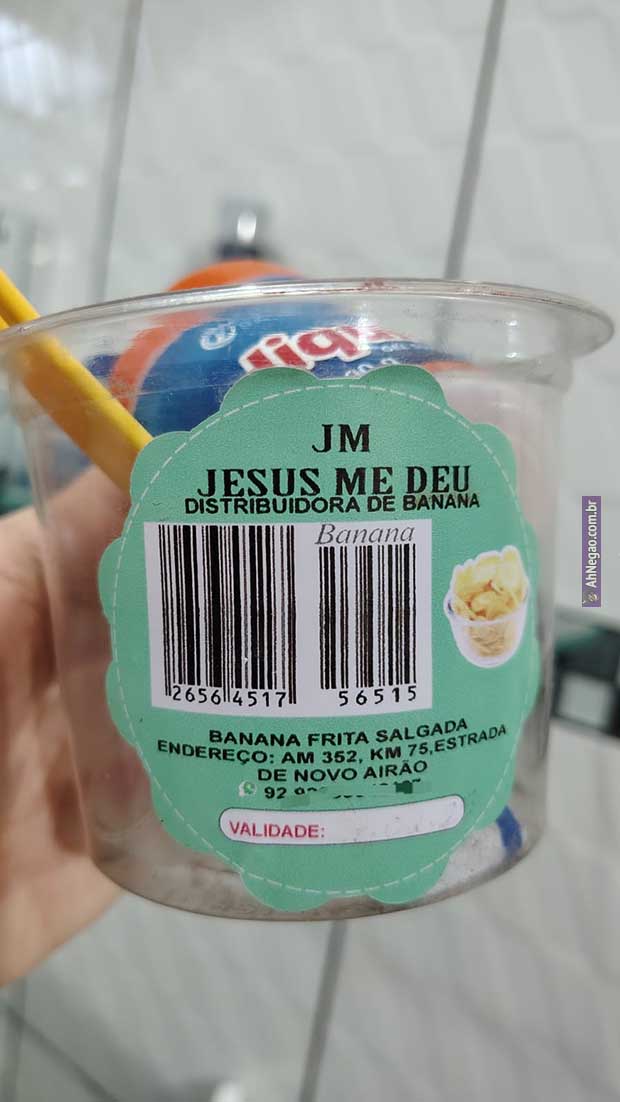 JM
JESUS ME DEU
DISTRIBUIDORA DE BANANA
Banana
2656 4517
56515
BANANA FRITA SALGADA
ENDEREÇO: AM 352, KM 75,ESTRADA
DE NOVO AIRÃO
92
VALIDADE:
AhNegao.com.br